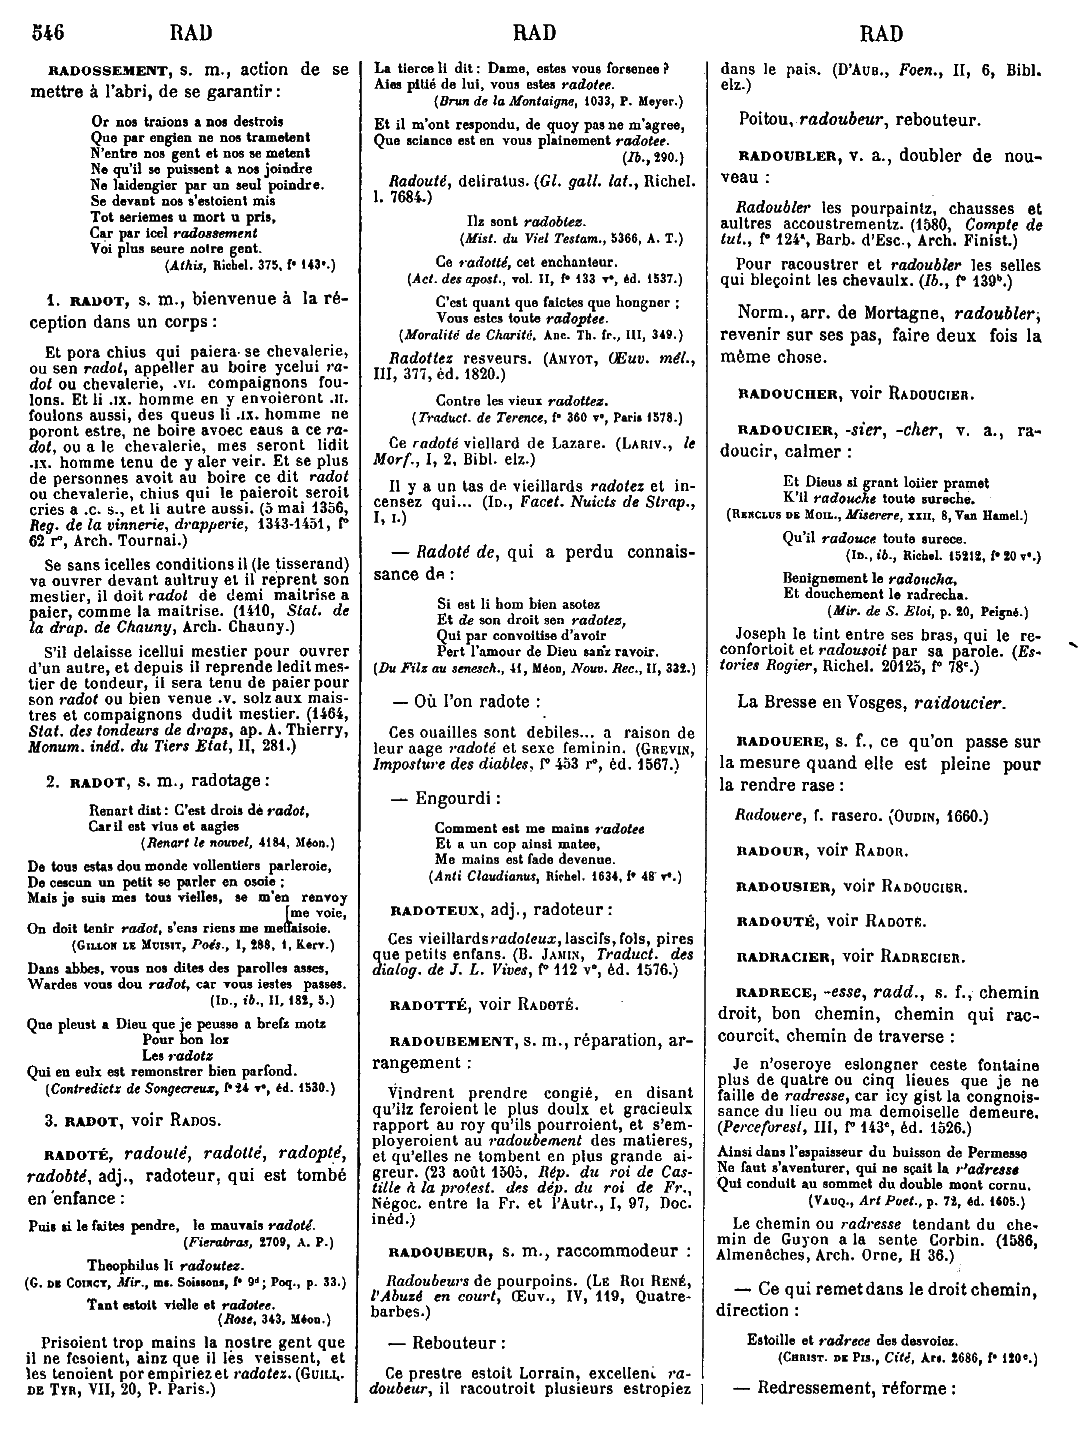 546 RAD RAD RAD
RADOSSEMENT, s. m., action de se
mettre à l'abri, de se garantir :
Or nos traions a nos destrois
Que par engien ne nos trametent
N'entre nos gent et nos se metent
Ne qu'il se puissent a nos joindre
Ne laidengier par un seul poindre.
Se devant nos s'estoient mis
Tot seriemes u mort u pris,
Car par icel radossement
Voi plus seure nostre gent.
(Athis, Richel. 375, f° 143ᵉ.)
1. RADOT, s. m., bienvenue à la ré-
ception dans un corps :
Et pora chius qui paiera se chevalerie,
ou sen radot, appeller au boire ycelui ra-
dot ou chevalerie, .VI. compaignons fou-
lons. Et li .IX. homme en y envoieront .II.
foulons aussi, des queus li .IX. homme ne
poront estre, ne boire avoec eaus a ce ra-
dot, ou a le chevalerie, mes seront lidit
.IX. homme tenu de y aler veir. Et se plus
de personnes avoit au boire ce dit radot
ou chevalerie, chius qui le paieroit seroit
cries a .c. s., et li autre aussi. (5 mai 1356,
Reg. de la vinnerie, drapperie, 1343-1451, f°
62 r°, Arch. Tournai.)
Se sans icelles conditions il (le tisserand)
va ouvrer devant aultruy et il reprent son
mestier, il doit radot de demi maitrise a
paier, comme la maitrise. (1410, Stat. de
la drap. de Chauny, Arch. Chauny.)
S'il delaisse icellui mestier pour ouvrer
d'un autre, et depuis il reprende ledit mes-
tier de tondeur, il sera tenu de paier pour
son radot ou bien venue .v. solz aux mais-
tres et compaignons dudit mestier. (1464,
Stat. des tondeurs de draps, ap. A. Thierry,
Monum. inéd. du Tiers Etat, II, 281.)
2. RADOT, s. m., radotage :
Renart dist : C'est drois de radot,
Car il est vius et aagies
(Renart le nouvel, 4184, Méon.)
De tous estas dou monde vollentiers parleroie,
De cescun un petit se parler en osoie ;
Mais je suis mes tous vielles, se m'en renvoy
[me voie,
On doit tenir radot, s'ens riens me meffaisoie.
(GILLON LE MUISIT, Poés., I, 288, 1, Kerv.)
Dans abbes, vous nos dites des parolles asses,
Wardes vous dou radot, car vous iestes passes.
(ID., ib., II, 182, 5.)
Que pleust a Dieu que je peusse a brefz motz
Pour bon loz
Les radotz
Qui en eulx est remonstrer bien parfond.
(Contredictz de Songecreux, f° 24 v°, éd. 1530.)
3. RADOT, voir RADOS.
RADOTÉ, radouté, radotté, radopté,
radobté, adj., radoteur, qui est tombé
en enfance :
Puis si le faites pendre, le mauvais radoté.
(Fierabras, 2709, A. P.)
Theophilus li radoutez.
(G. DE COINCY, Mir., ms. Soissons, f° 9ᵈ ; Poq., p. 33.)
Tant estoit vielle et radotee.
(Rose, 343, Méon.)
Prisoient trop mains la nostre gent que
il ne fesoient, ainz que il les veissent, et
les tenoient por empiriez et radotez. (GUILL.
DE TYR, VII, 20, P. Paris.)
La tierce li dit : Dame, estes vous forsenee ?
Aies pitié de lui, vous estes radotee.
(Brun de la Montaigne, 1033, P. Meyer.)
Et il m'ont respondu, de quoy pas ne m'agree,
Que sciance est en vous plainement radotee.
(Ib., 290.)
Radouté, deliratus. (Gl. gall. lat., Richel.
l. 7684.)
Ilz sont radobtez.
(Mist. du Viel Testam., 5366, A. T.)
Ce radotté, cet enchanteur.
(Act. des apost., vol. II, f° 133 v°, éd. 1537.)
C'est quant que faictes que hongner ;
Vous estes toute radoptee.
(Moralité de Charité, Anc. Th. fr., III, 349.)
Radottez resveurs. (AMYOT, Œuv. mél.,
III, 377, éd. 1820.)
Contre les vieux radottez.
(Traduct. de Terence, f° 360 v°, Paris 1578.)
Ce radoté viellard de Lazare. (LARIV., le
Morf., I, 2, Bibl. elz.)
Il y a un tas de vieillards radotez et in-
censez qui... (ID., Facet. Nuicts de Strap.,
I, I.)
— Radoté de, qui a perdu connais-
sance de :
Si est li hom bien asotez
Et de son droit sen radotez,
Qui par convoitise d'avoir
Pert l'amour de Dieu sanz ravoir.
(Du Filz au senesch., 41, Méon, Nouv. Rec., II, 332.)
— Où l'on radote :
Ces ouailles sont debiles... a raison de
leur aage radoté et sexe feminin. (GREVIN,
Imposture des diables, f° 453 r°, éd. 1567.)
— Engourdi :
Comment est me mains radotee
Et a un cop ainsi matee,
Me mains est fade devenue.
(Anti Claudianus, Richel. 1634, f° 48 v°.)
RADOTEUX, adj., radoteur :
Ces vieillards radoteux, lascifs, fols, pires
que petits enfans. (B. JAMIN, Traduct. des
dialog. de J. L. Vives, f° 112 v°, éd. 1576.)
RADOTTÉ, voir RADOTÉ.
RADOUBEMENT, s. m., réparation, ar-
rangement :
Vindrent prendre congié, en disant
qu'ilz feroient le plus doulx et gracieulx
rapport au roy qu'ils pourroient, et s'em-
ployeroient au radoubement des matieres,
et qu'elles ne tombent en plus grande ai-
greur. (23 août 1505, Rép. du roi de Cas-
tille à la protest. des dép. du roi de Fr.,
Négoc. entre la Fr. et l'Autr., I, 97, Doc.
inéd.)
RADOUBEUR, s. m., raccommodeur :
Radoubeurs de pourpoins. (LE ROI RENÉ,
l'Abuzé en court, Œuv., IV, 119, Quatre-
barbes.)
— Rebouteur :
Ce prestre estoit Lorrain, excellent ra-
doubeur, il racoutroit plusieurs estropiez
dans le païs. (D'AUB., Foen., II, 6, Bibl.
elz.)
Poitou, radoubeur, rebouteur.
RADOUBLER, v. a., doubler de nou-
veau :
Radoubler les pourpaintz, chausses et
aultres accoustrementz. (1580, Compte de
tut., f° 124ᵃ, Barb. d'Esc., Arch. Finist.)
Pour racoustrer et radoubler les selles
qui bleçoint les chevaulx. (Ib., f° 139ᵇ.)
Norm., arr. de Mortagne, radoubler,
revenir sur ses pas, faire deux fois la
même chose.
RADOUCHER, voir RADOUCIER.
RADOUCIER, -sier, -cher, v. a., ra-
doucir, calmer :
Et Dieus si grant loiier pramet
K'il radouche toute sureche.
(RENCLUS DE MOIL., Miserere, XXII, 8, Van Hamel.)
Qu'il radouce toute surece.
(ID., ib., Richel. 15212, f° 20 v°.)
Benignement le radoucha,
Et douchement le radrecha.
(Mir. de S. Eloi, p. 20, Peigné.)
Joseph le tint entre ses bras, qui le re-
confortoit et radousoit par sa parole. (Es-
tories Rogier, Richel. 20125, f° 78ᶜ.)
La Bresse en Vosges, raidoucier.
RADOUERE, s. f., ce qu'on passe sur
la mesure quand elle est pleine pour
la rendre rase :
Radouere, f. rasero. (OUDIN, 1660.)
RADOUR, voir RADOR.
RADOUSIER, voir RADOUCIER.
RADOUTÉ, voir RADOTÉ.
RADRACIER, voir RADRECIER.
RADRECE, -esse, radd., s. f., chemin
droit, bon chemin, chemin qui rac-
courcit, chemin de traverse :
Je n'oseroye eslongner ceste fontaine
plus de quatre ou cinq lieues que je ne
faille de radresse, car icy gist la congnois-
sance du lieu ou ma demoiselle demeure.
(Perceforest, III, f° 143ᶜ, éd. 1526.)
Ainsi dans l'espaisseur du buisson de Permesse
Ne faut s'aventurer, qui ne sçait la r'adresse
Qui conduit au sommet du double mont cornu.
(VAUQ., Art Poet., p. 72, éd. 1605.)
Le chemin ou radresse tendant du che-
min de Guyon a la sente Corbin. (1586,
Almenêches, Arch. Orne, H 36.)
— Ce qui remet dans le droit chemin,
direction :
Estoille et radrece des desvoiez.
(CHRIST. DE PIS., Cité, Ars. 2686, f° 120ᶜ.)
— Redressement, réforme :